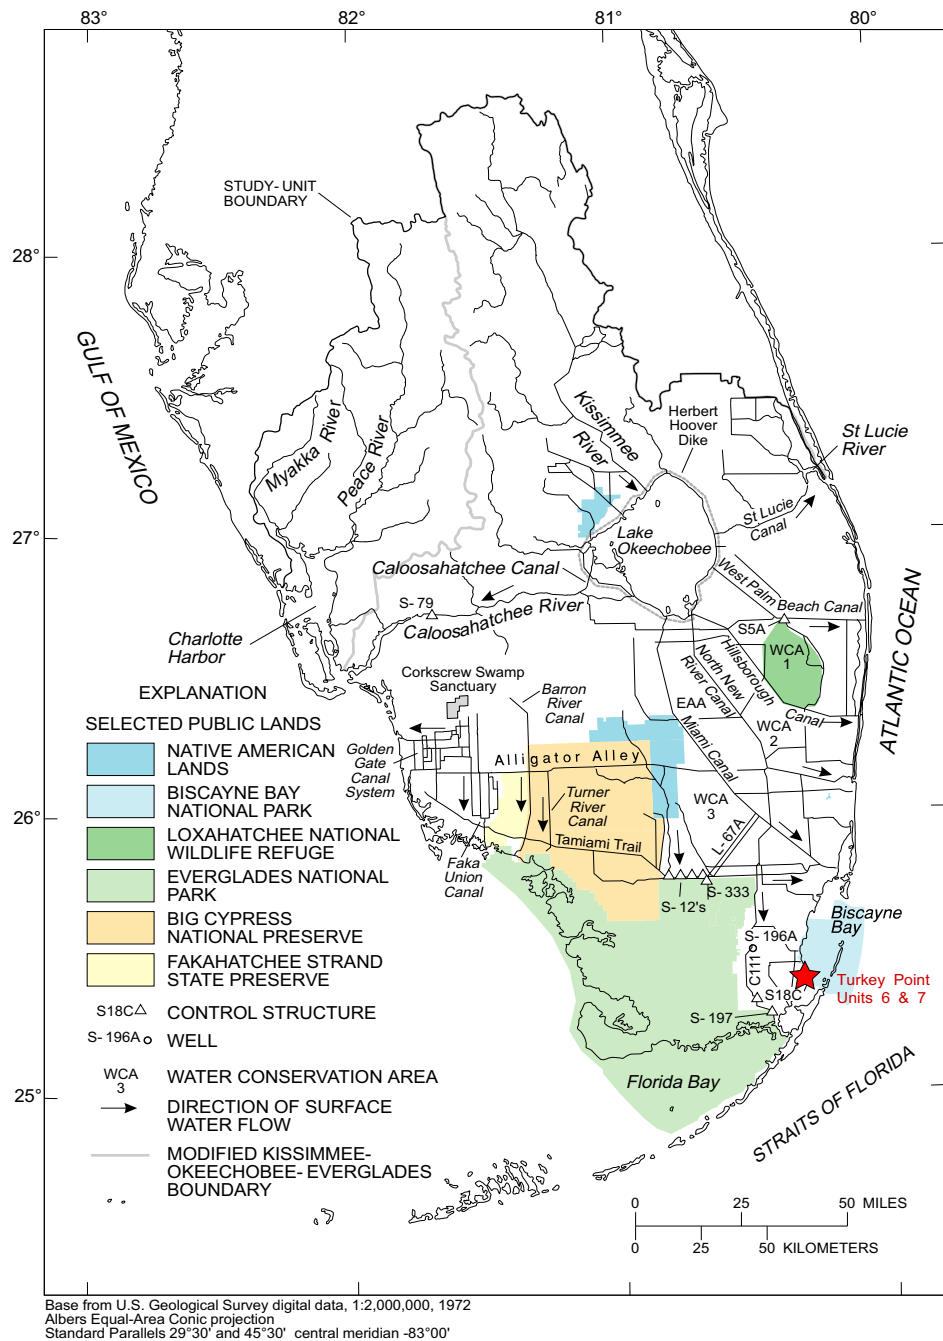 83°
82°
81°
80°
STUDY- UNIT
BOUNDARY
28°
GULF OF MEXICO
Myakka
River
Peace River
Kissimmee
River
Herbert
Hoover
Dike
St Lucie
River
27°
Lake
Okeechobee
St Lucie
Canal
Caloosahatchee Canal
S- 79
Caloosahatchee River
West Palm
Beach Canal
S5A
Charlotte
Harbor
WCA
1
Hillsborough
Canal
North New
River Canal
ATLANTIC OCEAN
Corkscrew Swamp
Sanctuary
Barron
River
Canal
EAA
Miami Canal
WCA
2
Golden
Gate
Canal
System
Alligator Alley
Turner
River
Canal
WCA
3
L- 67A
26°
Tamiami Trail
Faka
Union
Canal
S- 12's
S- 333
Biscayne
Bay
S- 196A
C111
S18C
Turkey Point
Units 6 & 7
S- 197
Florida Bay
25°
STRAITS OF FLORIDA
EXPLANATION
SELECTED PUBLIC LANDS
NATIVE AMERICAN
LANDS
BISCAYNE BAY
NATIONAL PARK
LOXAHATCHEE NATIONAL
WILDLIFE REFUGE
EVERGLADES NATIONAL
PARK
BIG CYPRESS
NATIONAL PRESERVE
FAKAHATCHEE STRAND
STATE PRESERVE
S18C CONTROL STRUCTURE
S- 196A WELL
WCA
3
WATER CONSERVATION AREA
DIRECTION OF SURFACE
WATER FLOW
MODIFIED KISSIMMEE-
OKEECHOBEE- EVERGLADES
BOUNDARY
0 25 50 MILES
0 25 50 KILOMETERS
Base from U.S. Geological Survey digital data, 1:2,000,000, 1972
Albers Equal-Area Conic projection
Standard Parallels 29°30' and 45°30' central meridian -83°00'